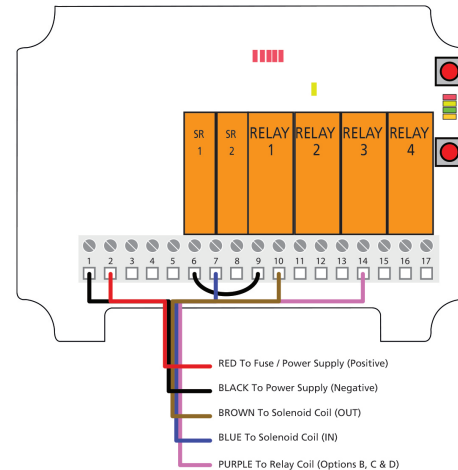 SR 1
SR 2
RELAY 1
RELAY 2
RELAY 3
RELAY 4
1 2 3 4 5 6 7 8 9 10 11 12 13 14 15 16 17
RED To Fuse / Power Supply (Positive)
BLACK To Power Supply (Negative)
BROWN To Solenoid Coil (OUT)
BLUE To Solenoid Coil (IN)
PURPLE To Relay Coil (Options B, C & D)